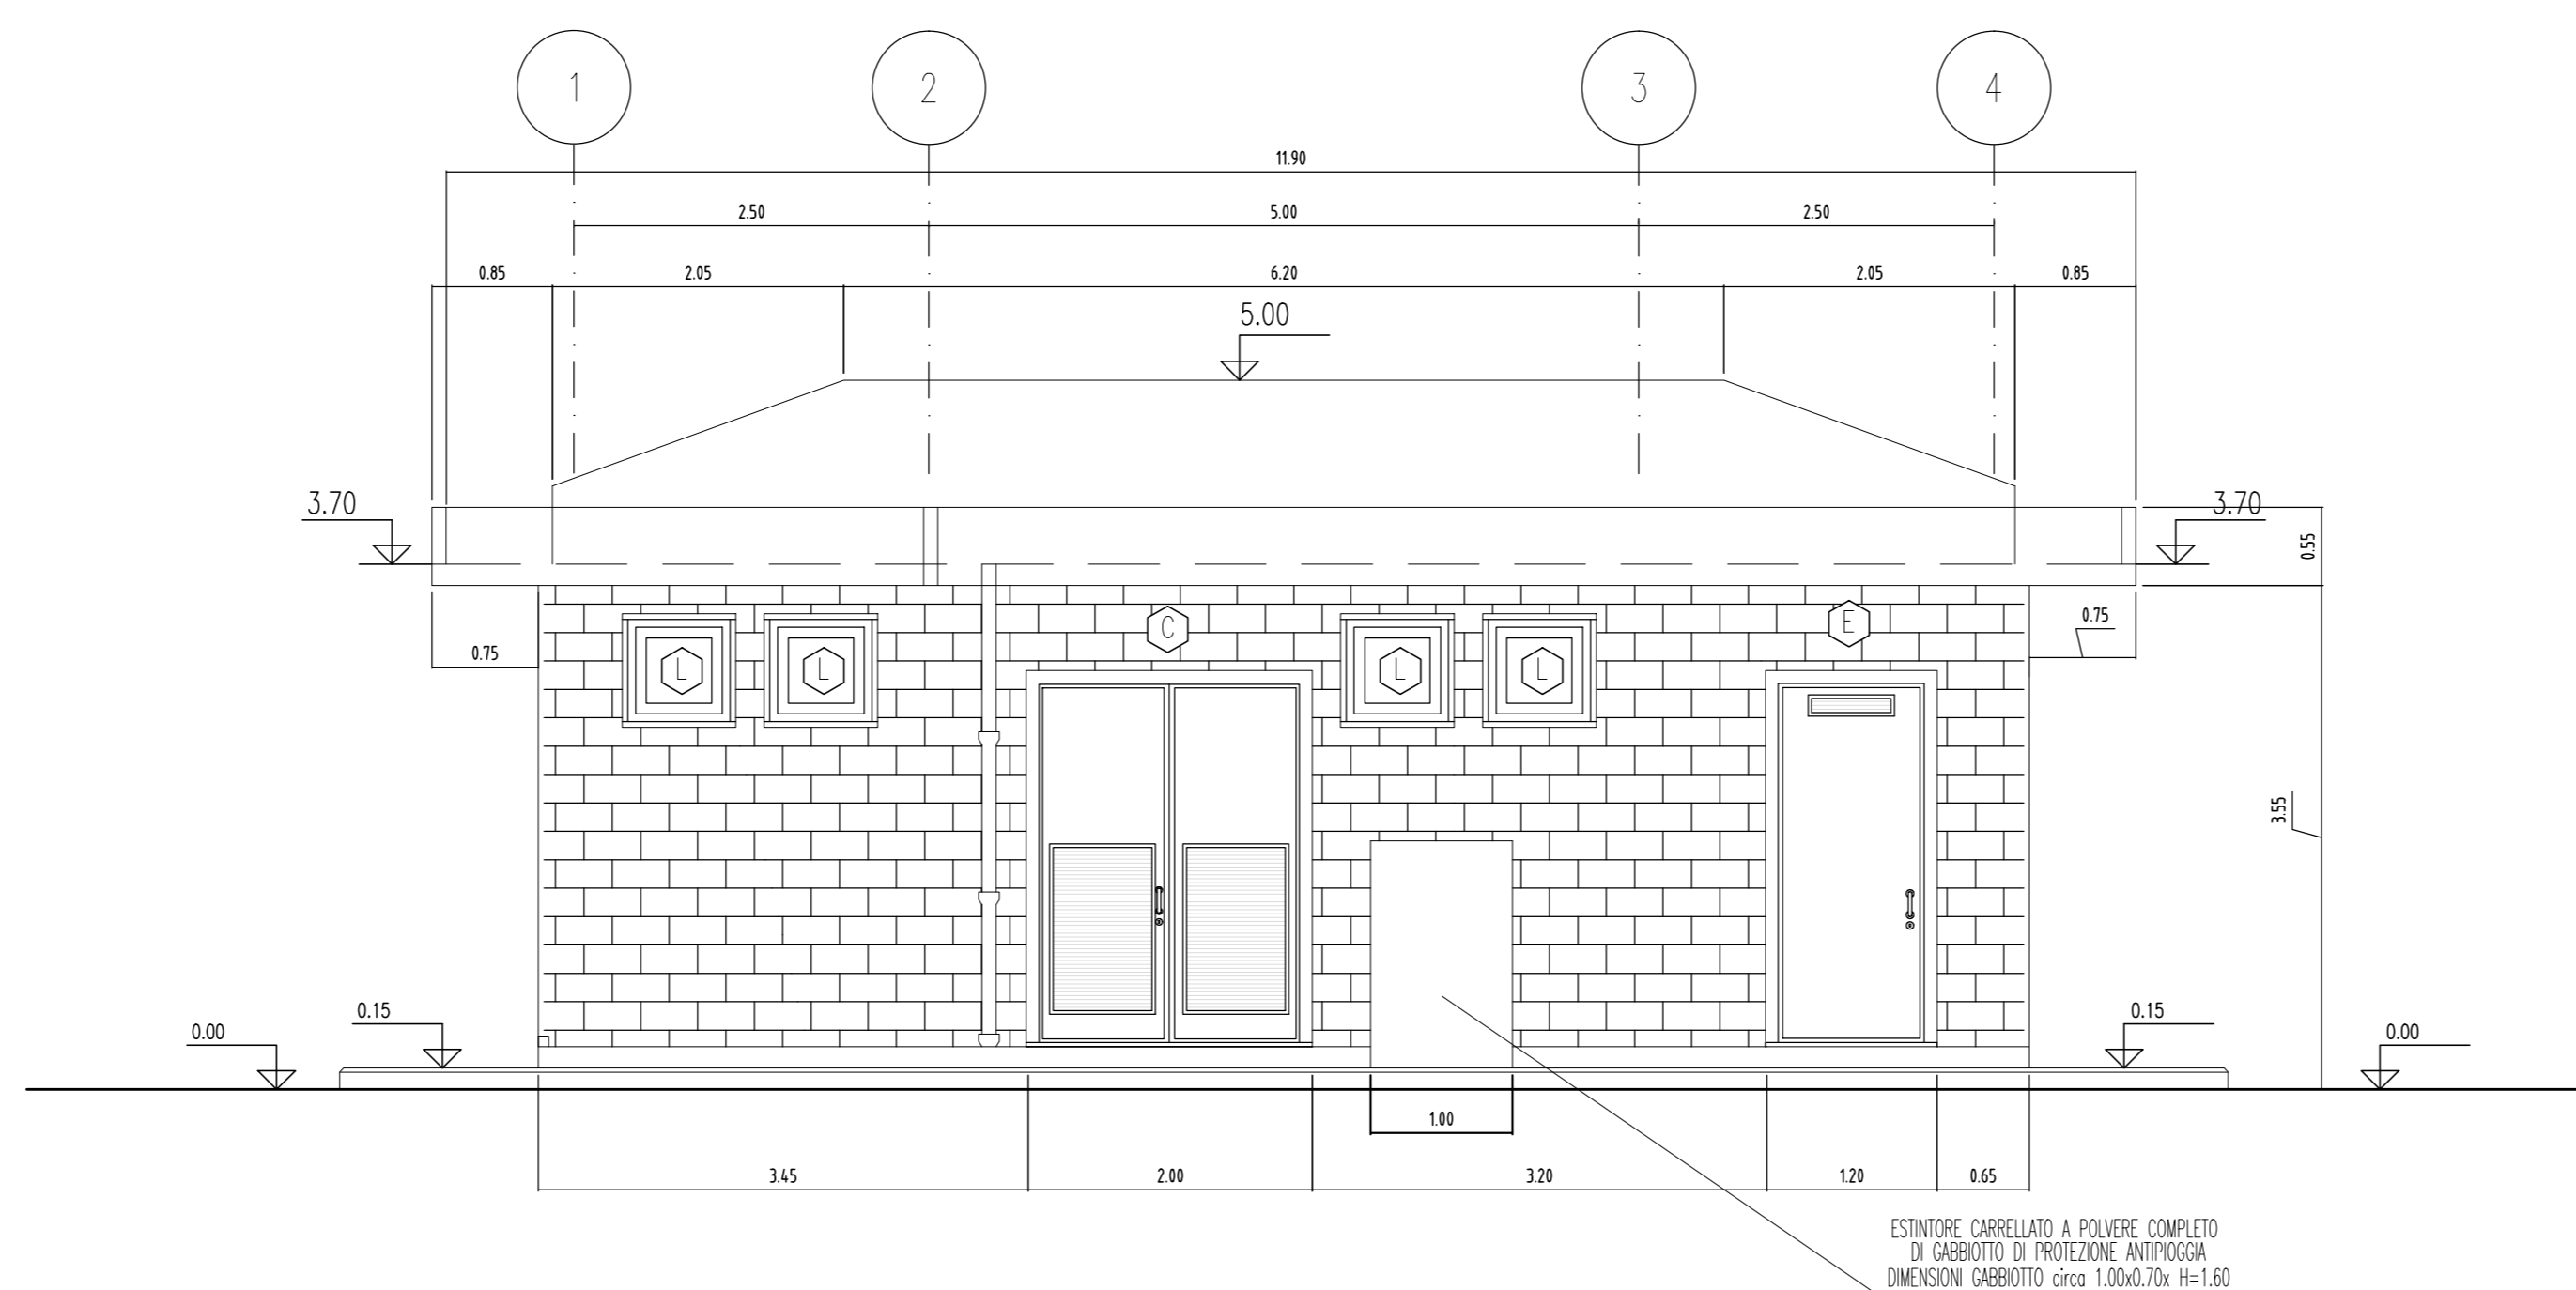 1 2 3 4
11.90
2.50 5.00 2.50
0.85 2.05 6.20 2.05 0.85
5.00
3.70 3.70
0.55
C E
0.75 0.75
L L L L
3.55
0.15 0.15
0.00 0.00
1.00
3.45 2.00 3.20 1.20 0.65
ESTINTORE CARRELLATO A POLVERE COMPLETO
DI GABBIOTTO DI PROTEZIONE ANTIPIOGGIA
DIMENSIONI GABBIOTTO circa 1.00x0.70x H=1.60